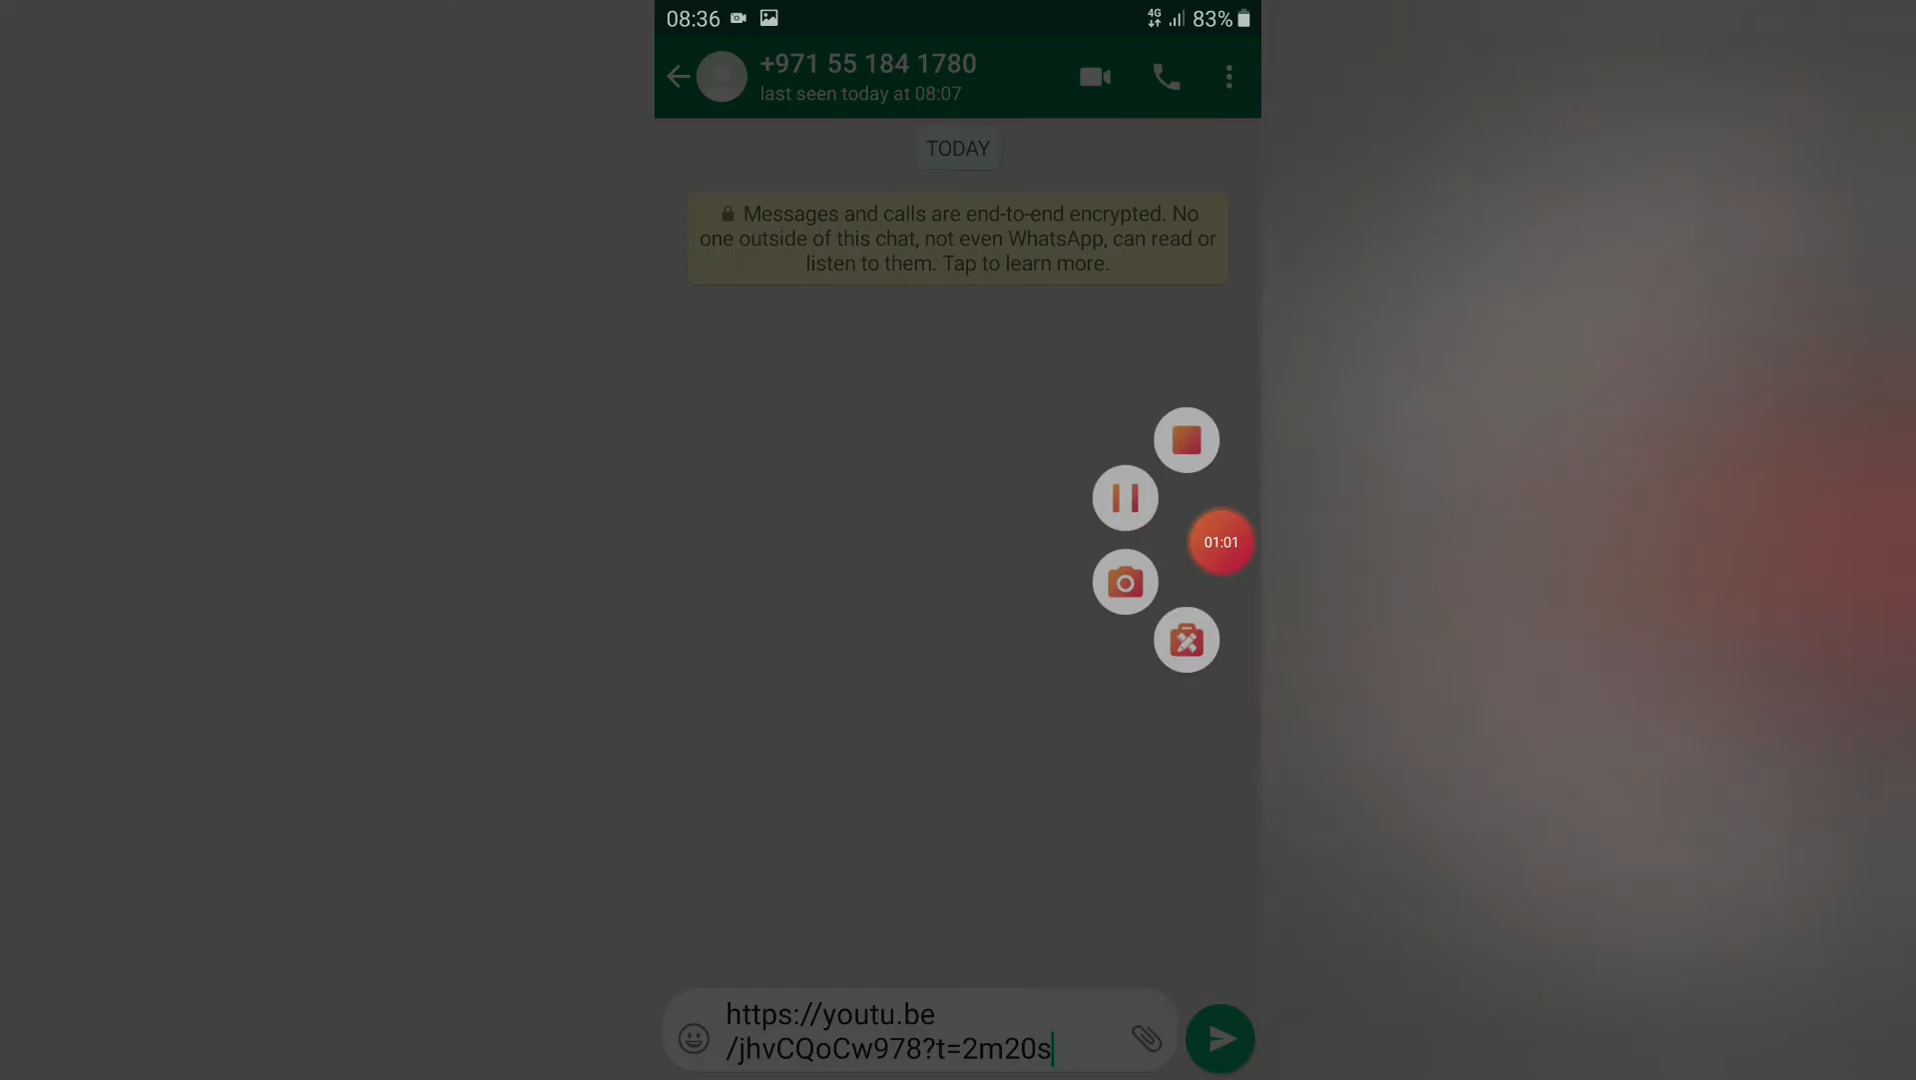 08:36
4G 83%
+971 55 184 1780
last seen today at 08:07
TODAY
Messages and calls are end-to-end encrypted. No
one outside of this chat, not even WhatsApp, can read or
listen to them. Tap to learn more.
01:01
https://youtu.be
/jhvCQoCw978?t=2m20s